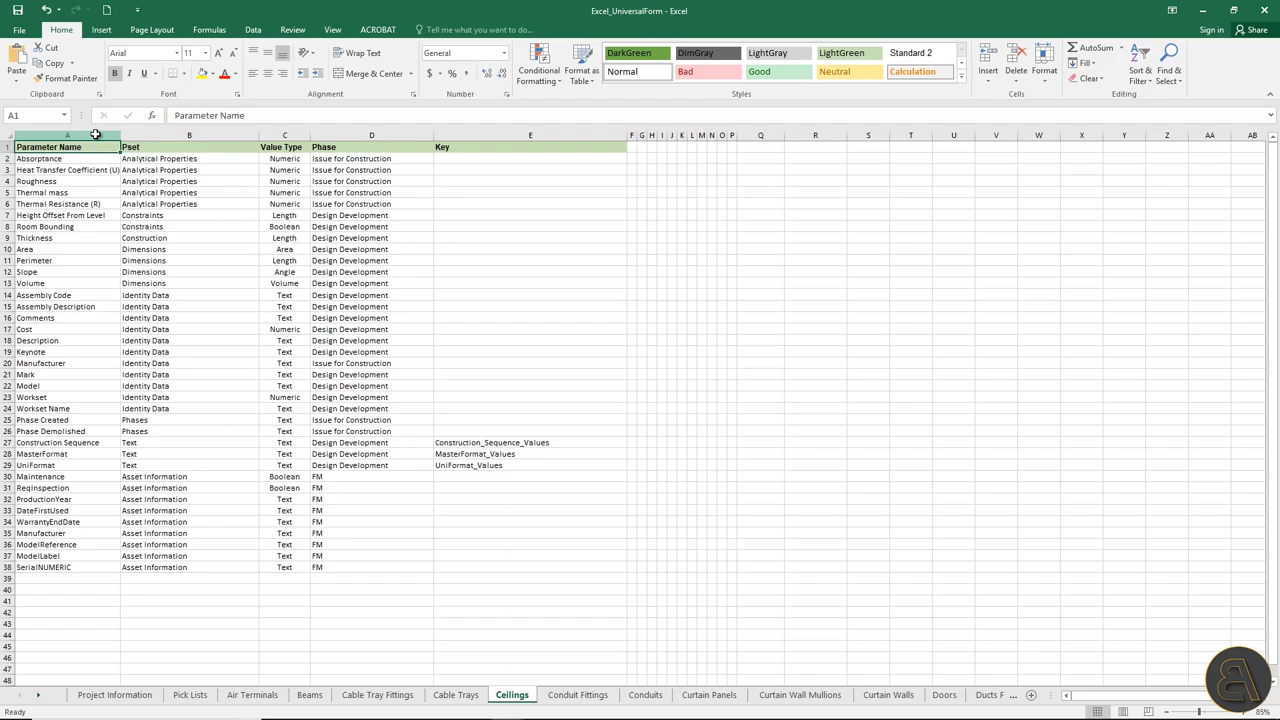 Excel_UniversalForm - Excel
Sign in Share
File Home Insert Page Layout Formulas Data Review View ACROBAT Tell me what you want to do...
Paste Cut Copy Format Painter Clipboard
Arial 11 B I U A Font
Wrap Text Merge & Center Alignment
General $ % , Number
Conditional Formatting Format as Table
DarkGreen DimGray LightGray LightGreen Standard 2
Normal Bad Good Neutral Calculation
Styles
Insert Delete Format Cells
AutoSum Fill Clear Sort & Filter Find & Select Editing
A1 fx Parameter Name
A B C D E F G H I J K L M N O P Q R S T U V W X Y Z AA AB
1 Parameter Name Pset Value Type Phase Key
2 Absorptance Analytical Properties Numeric Issue for Construction
3 Heat Transfer Coefficient (U) Analytical Properties Numeric Issue for Construction
4 Roughness Analytical Properties Numeric Issue for Construction
5 Thermal mass Analytical Properties Numeric Issue for Construction
6 Thermal Resistance (R) Analytical Properties Numeric Issue for Construction
7 Height Offset From Level Constraints Length Design Development
8 Room Bounding Constraints Boolean Design Development
9 Thickness Construction Length Design Development
10 Area Dimensions Area Design Development
11 Perimeter Dimensions Length Design Development
12 Slope Dimensions Angle Design Development
13 Volume Dimensions Volume Design Development
14 Assembly Code Identity Data Text Design Development
15 Assembly Description Identity Data Text Design Development
16 Comments Identity Data Text Design Development
17 Cost Identity Data Numeric Design Development
18 Description Identity Data Text Design Development
19 Keynote Identity Data Text Design Development
20 Manufacturer Identity Data Text Issue for Construction
21 Mark Identity Data Text Design Development
22 Model Identity Data Text Design Development
23 Workset Identity Data Numeric Design Development
24 Workset Name Identity Data Text Design Development
25 Phase Created Phases Text Issue for Construction
26 Phase Demolished Phases Text Issue for Construction
27 Construction Sequence Text Text Design Development Construction_Sequence_Values
28 MasterFormat Text Text Design Development MasterFormat_Values
29 UniFormat Text Text Design Development UniFormat_Values
30 Maintenance Asset Information Boolean FM
31 ReqInspection Asset Information Boolean FM
32 ProductionYear Asset Information Text FM
33 DateFirstUsed Asset Information Text FM
34 WarrantyEndDate Asset Information Text FM
35 Manufacturer Asset Information Text FM
36 ModelReference Asset Information Text FM
37 ModelLabel Asset Information Text FM
38 SerialNUMERIC Asset Information Text FM
39
40
41
42
43
44
45
46
47
48
Project Information Pick Lists Air Terminals Beams Cable Tray Fittings Cable Trays Ceilings Conduit Fittings Conduits Curtain Panels Curtain Wall Mullions Curtain Walls Doors Ducts F ...
Ready 85%